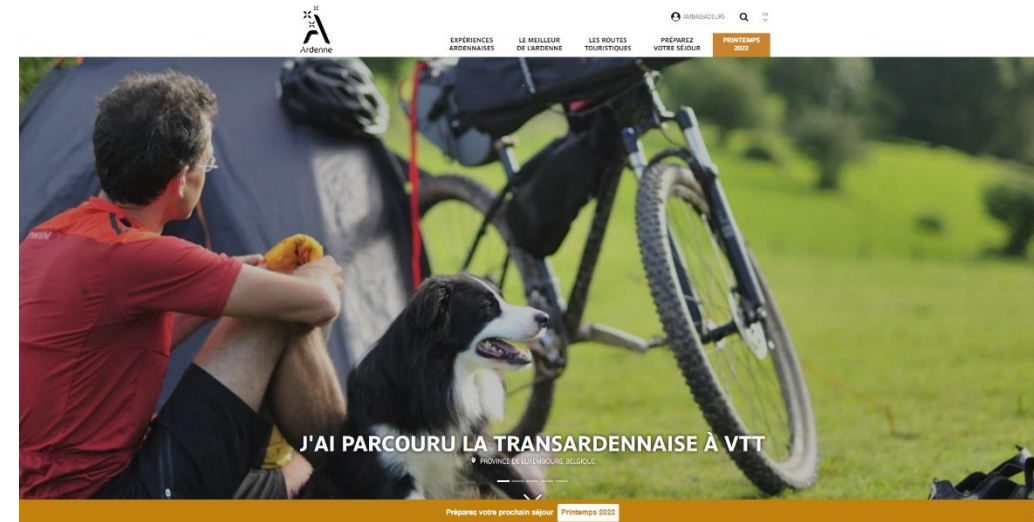 AMBASSADEURS
FR
Ardenne
EXPÉRIENCES
ARDENNAISES
LE MEILLEUR
DE L'ARDENNE
LES ROUTES
TOURISTIQUES
PRÉPAREZ
VOTRE SÉJOUR
PRINTEMPS
2022
J'AI PARCOURU LA TRANSARDENNAISE À VTT
PROVINCE DE LUXEMBOURG, BELGIQUE
Préparez votre prochain séjour Printemps 2022